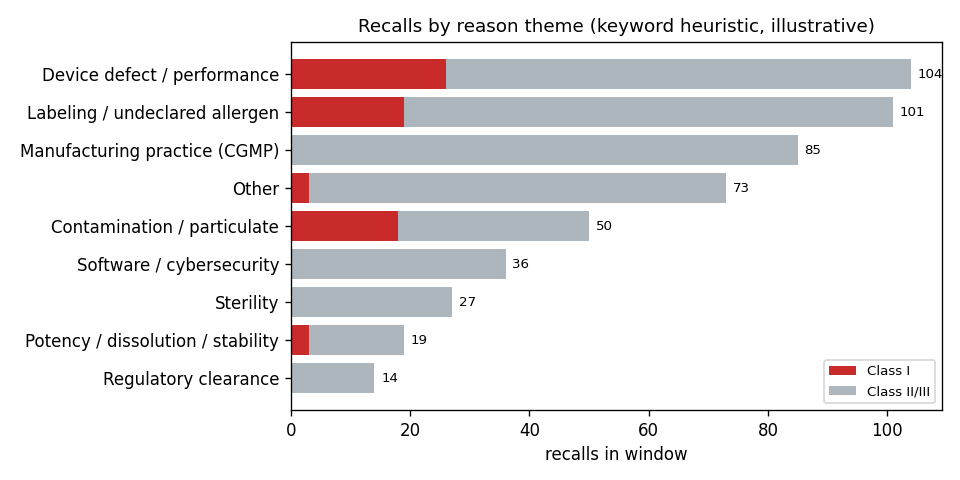 Recalls by reason theme (keyword heuristic, illustrative)
Device defect / performance
104
Labeling / undeclared allergen
101
Manufacturing practice (CGMP)
85
Other
73
Contamination / particulate
50
Software / cybersecurity
36
Sterility
27
Potency / dissolution / stability
19
Regulatory clearance
14
Class I
Class II/III
0 20 40 60 80 100
recalls in window